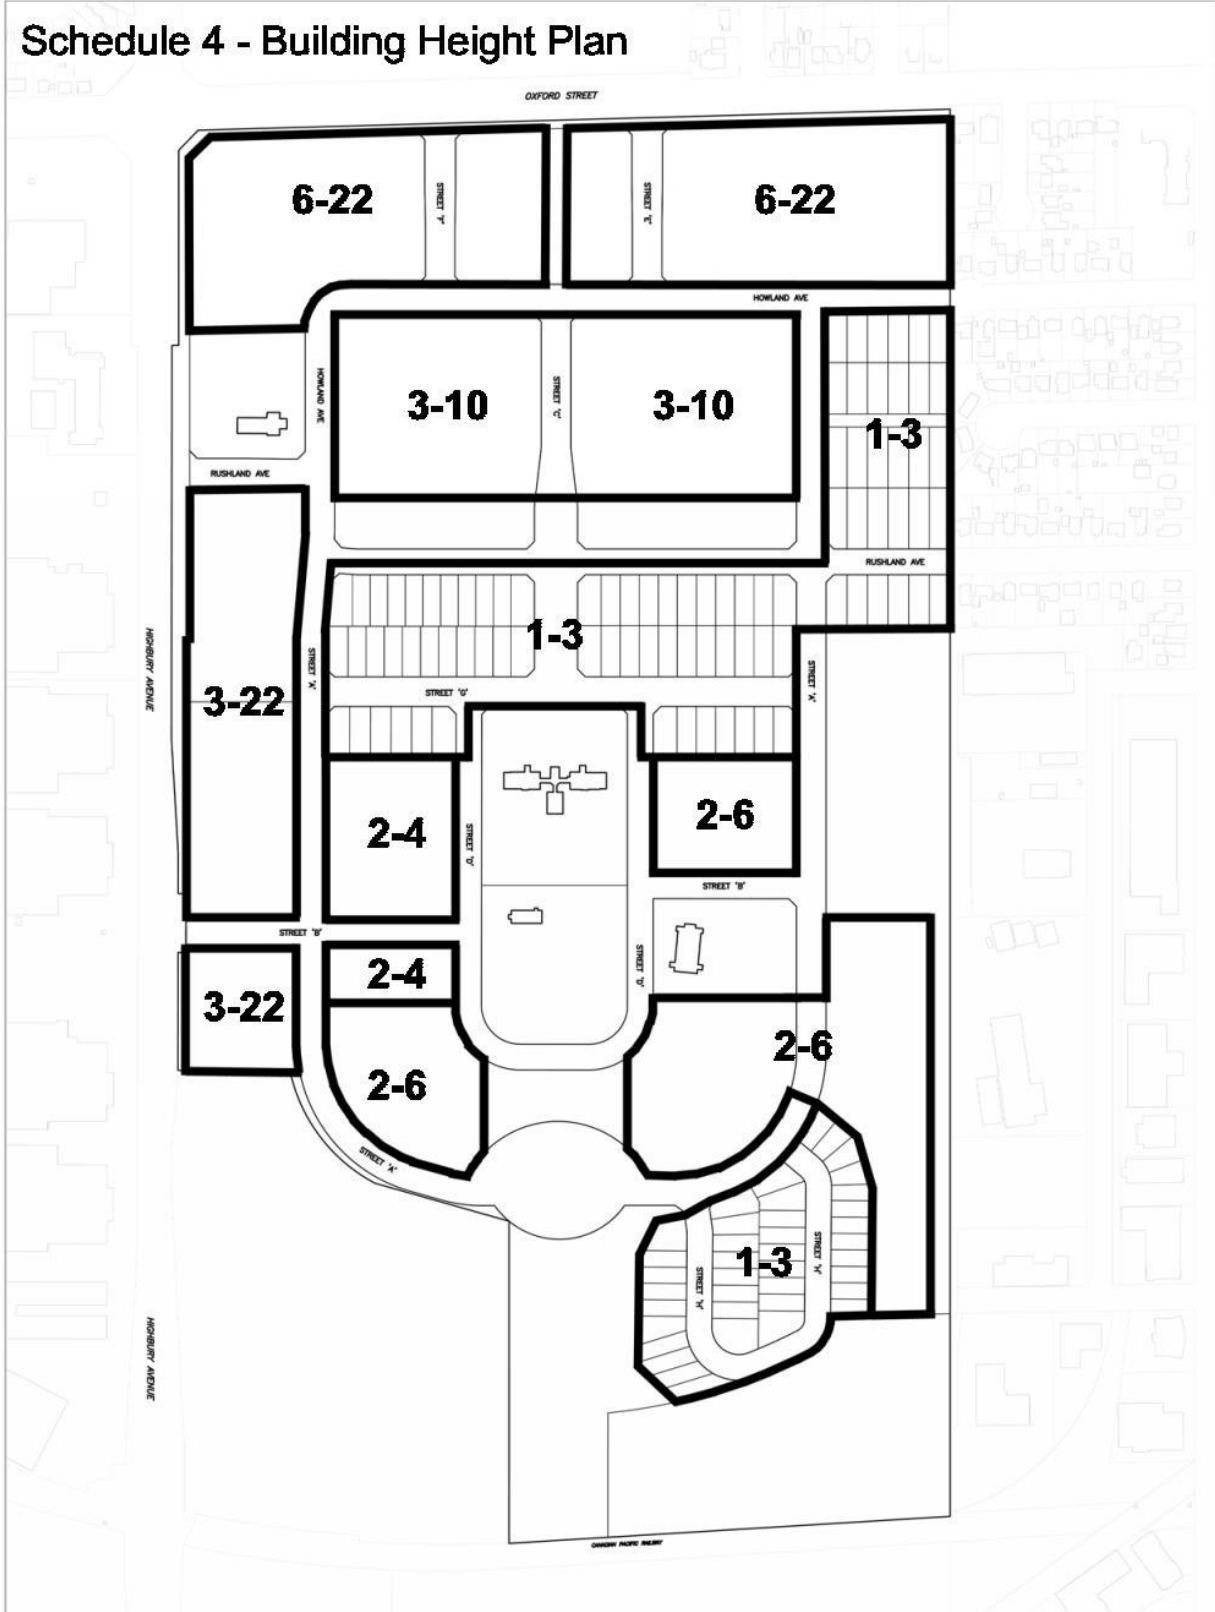 Schedule 4 - Building Height Plan
OXFORD STREET
6-22
STREET 'F'
STREET 'E'
6-22
HOWLAND AVE
HOWLAND AVE
3-10
STREET 'C'
3-10
1-3
RUSHLAND AVE
RUSHLAND AVE
HIGHBURY AVENUE
1-3
STREET 'A'
STREET 'A'
STREET 'G'
3-22
2-4
STREET 'D'
2-6
STREET 'B'
STREET 'B'
STREET 'D'
2-4
3-22
2-6
2-6
STREET 'A'
1-3
STREET 'H'
STREET 'H'
HIGHBURY AVENUE
CANADIAN PACIFIC RAILWAY